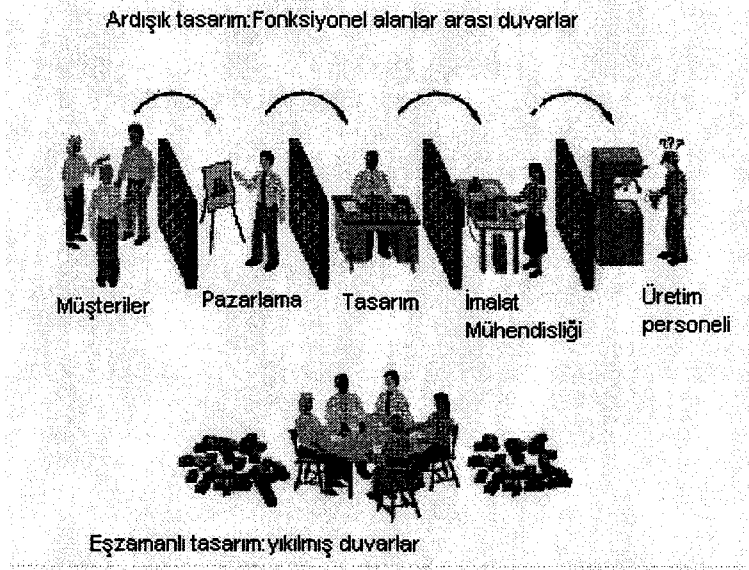 Ardışık tasarım:Fonksiyonel alanlar arası duvarlar
???
Müşteriler
Pazarlama
Tasarım
İmalat
Mühendisliği
Üretim
personeli
Eşzamanlı tasarım:yıkılmış duvarlar